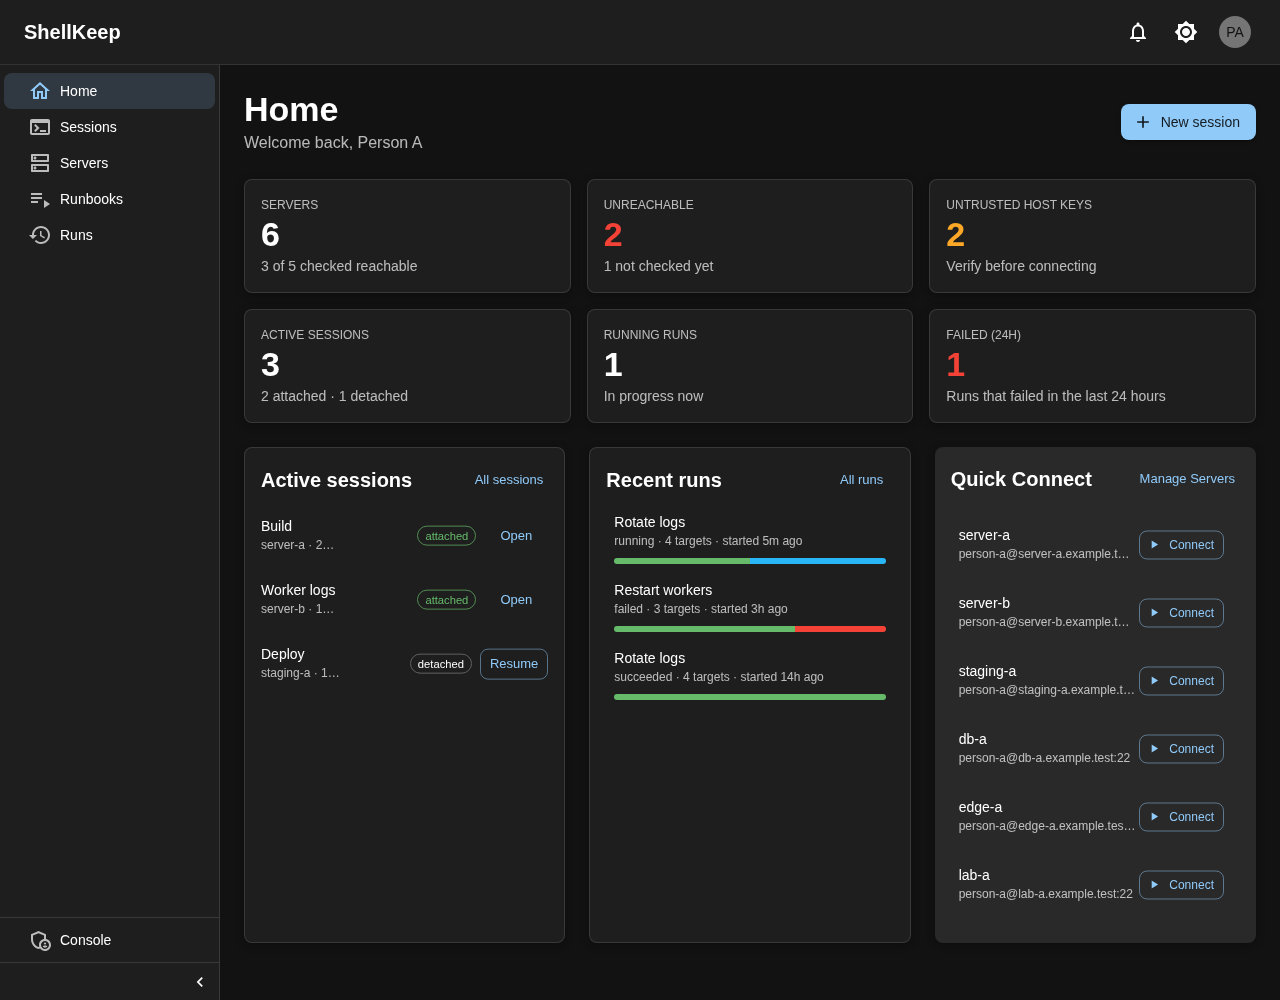 ShellKeep
PA
Home
Sessions
Servers
Runbooks
Runs
Console
Home
Welcome back, Person A
New session
SERVERS
6
3 of 5 checked reachable
UNREACHABLE
2
1 not checked yet
UNTRUSTED HOST KEYS
2
Verify before connecting
ACTIVE SESSIONS
3
2 attached · 1 detached
RUNNING RUNS
1
In progress now
FAILED (24H)
1
Runs that failed in the last 24 hours
Active sessions
All sessions
Build
server-a · 2…
attached
Open
Worker logs
server-b · 1…
attached
Open
Deploy
staging-a · 1…
detached
Resume
Recent runs
All runs
Rotate logs
running · 4 targets · started 5m ago
Restart workers
failed · 3 targets · started 3h ago
Rotate logs
succeeded · 4 targets · started 14h ago
Quick Connect
Manage Servers
server-a
person-a@server-a.example.t…
Connect
server-b
person-a@server-b.example.t…
Connect
staging-a
person-a@staging-a.example.t…
Connect
db-a
person-a@db-a.example.test:22
Connect
edge-a
person-a@edge-a.example.tes…
Connect
lab-a
person-a@lab-a.example.test:22
Connect